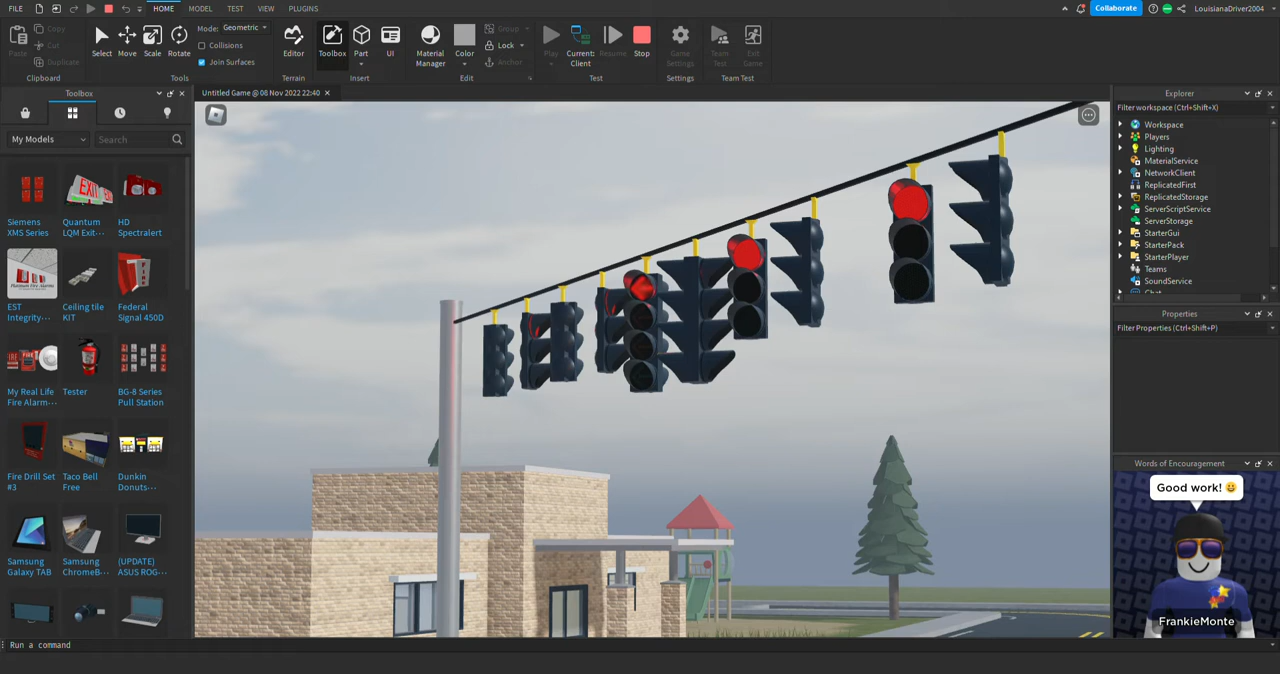 FILE
HOME
MODEL
TEST
VIEW
PLUGINS
Collaborate
LouisianaDriver2004
Paste
Copy
Cut
Duplicate
Clipboard
Select
Move
Scale
Rotate
Mode: Geometric
Collisions
Join Surfaces
Tools
Editor
Terrain
Toolbox
Part
UI
Insert
Material
Manager
Color
Group
Lock
Anchor
Edit
Play
Current:
Client
Resume
Stop
Test
Game
Settings
Settings
Team
Test
Exit
Game
Team Test
Toolbox
My Models
Search
Siemens
XMS Series
Quantum
LQM Exit-···
HD
Spectralert
EST
Integrity···
Ceiling tile
KIT
Federal
Signal 450D
My Real Life
Fire Alarm···
Tester
BG-8 Series
Pull Station
Fire Drill Set
#3
Taco Bell
Free
Dunkin
Donuts···
Samsung
Galaxy TAB
Samsung
ChromeB···
(UPDATE)
ASUS ROG···
EXIT
Untitled Game @ 08 Nov 2022 22:40
Explorer
Filter workspace (Ctrl+Shift+X)
Workspace
Players
Lighting
MaterialService
NetworkClient
ReplicatedFirst
ReplicatedStorage
ServerScriptService
ServerStorage
StarterGui
StarterPack
StarterPlayer
Teams
SoundService
Properties
Filter Properties (Ctrl+Shift+P)
Words of Encouragement
Good work! 😀
FrankieMonte
Run a command